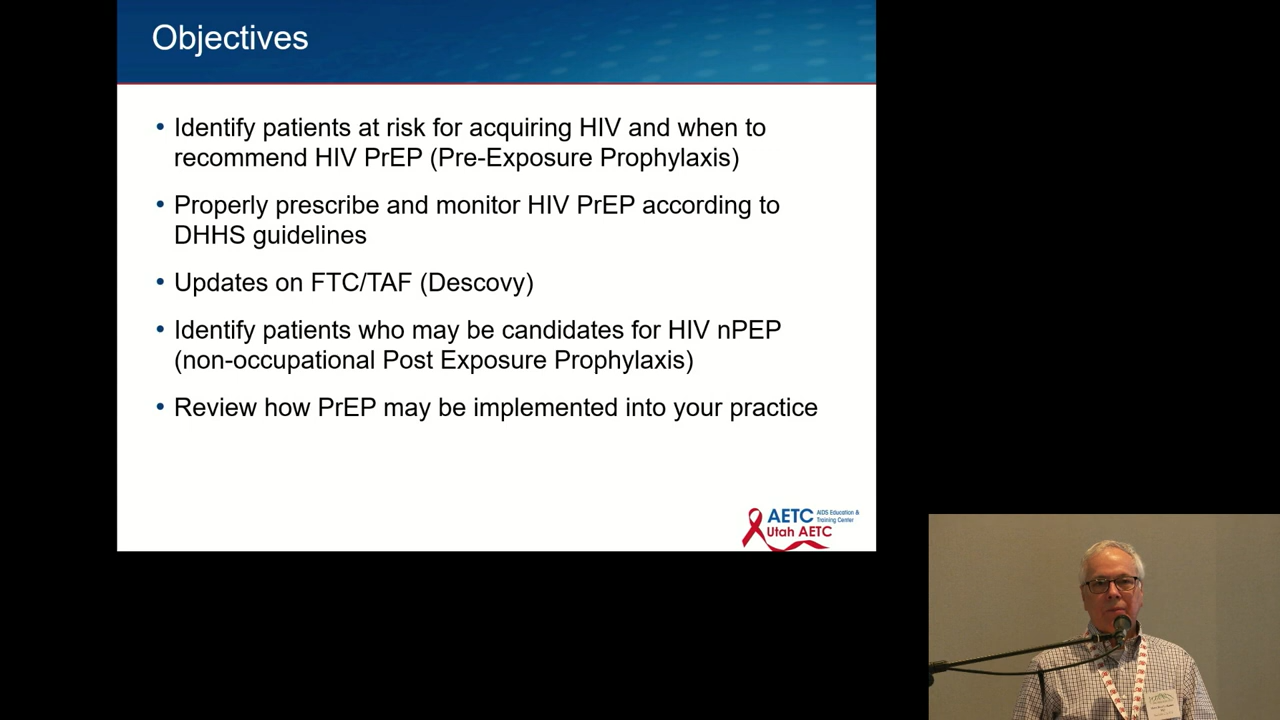 Objectives
• Identify patients at risk for acquiring HIV and when to
recommend HIV PrEP (Pre-Exposure Prophylaxis)
• Properly prescribe and monitor HIV PrEP according to
DHHS guidelines
• Updates on FTC/TAF (Descovy)
• Identify patients who may be candidates for HIV nPEP
(non-occupational Post Exposure Prophylaxis)
• Review how PrEP may be implemented into your practice
AETC AIDS Education &
Training Center
Utah AETC